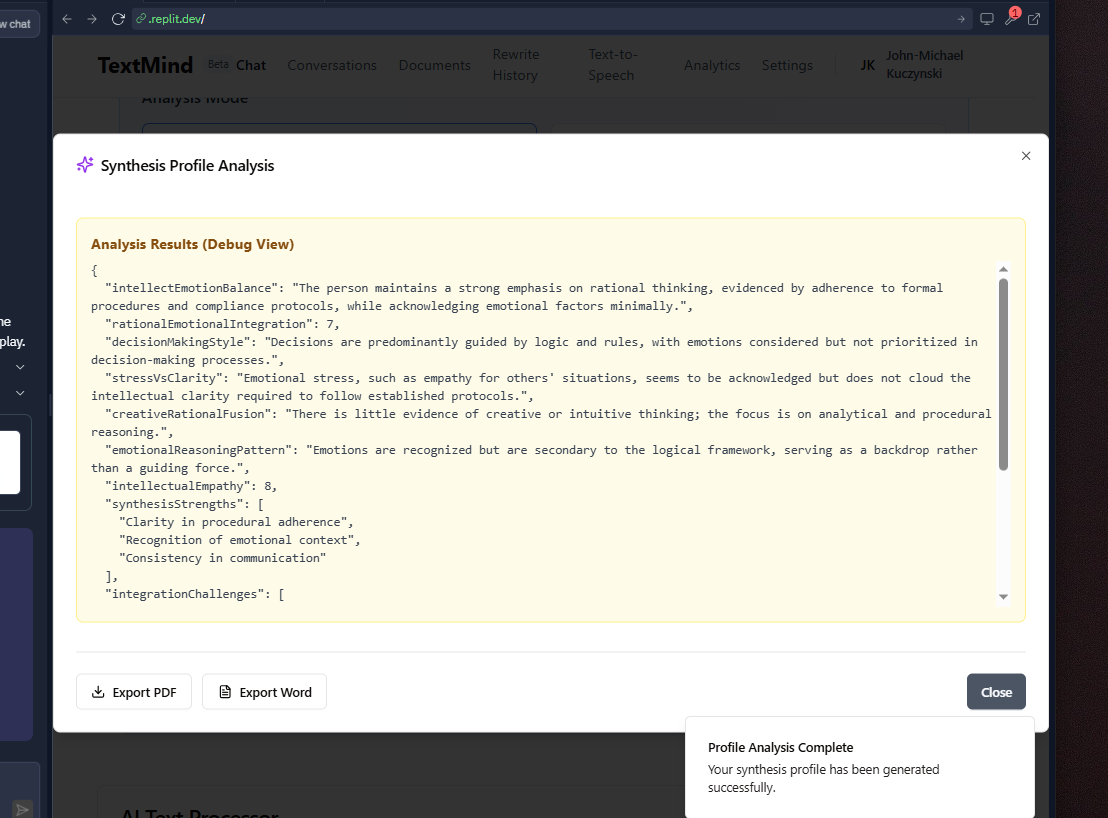 w chat
.replit.dev/
1
TextMind Beta Chat Conversations Documents Rewrite History Text-to-Speech Analytics Settings JK John-Michael Kuczynski
Analysis Mode
Synthesis Profile Analysis
Analysis Results (Debug View)
{
"intellectEmotionBalance": "The person maintains a strong emphasis on rational thinking, evidenced by adherence to formal
procedures and compliance protocols, while acknowledging emotional factors minimally.",
"rationalEmotionalIntegration": 7,
"decisionMakingStyle": "Decisions are predominantly guided by logic and rules, with emotions considered but not prioritized in
decision-making processes.",
"stressVsClarity": "Emotional stress, such as empathy for others' situations, seems to be acknowledged but does not cloud the
intellectual clarity required to follow established protocols.",
"creativeRationalFusion": "There is little evidence of creative or intuitive thinking; the focus is on analytical and procedural
reasoning.",
"emotionalReasoningPattern": "Emotions are recognized but are secondary to the logical framework, serving as a backdrop rather
than a guiding force.",
"intellectualEmpathy": 8,
"synthesisStrengths": [
"Clarity in procedural adherence",
"Recognition of emotional context",
"Consistency in communication"
],
"integrationChallenges": [
ne
play.
Export PDF
Export Word
Close
Profile Analysis Complete
Your synthesis profile has been generated
successfully.
AI Text Processor